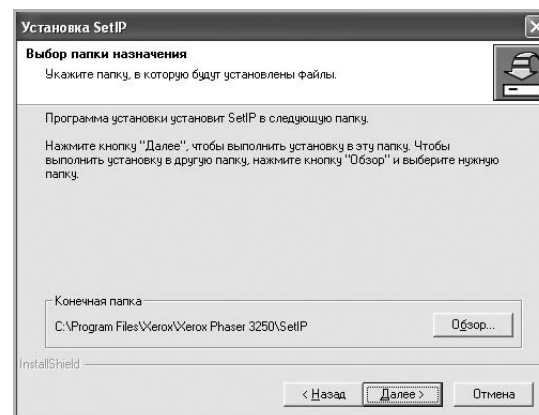 Установка SetIP
Выбор папки назначения
Укажите папку, в которую будут установлены файлы.
Программа установки установит SetIP в следующую папку.
Нажмите кнопку "Далее", чтобы выполнить установку в эту папку. Чтобы
выполнить установку в другую папку, нажмите кнопку "Обзор" и выберите нужную
папку.
Конечная папка
C:\Program Files\Xerox\Xerox Phaser 3250\SetIP
Обзор...
InstallShield
< Назад
Далее >
Отмена